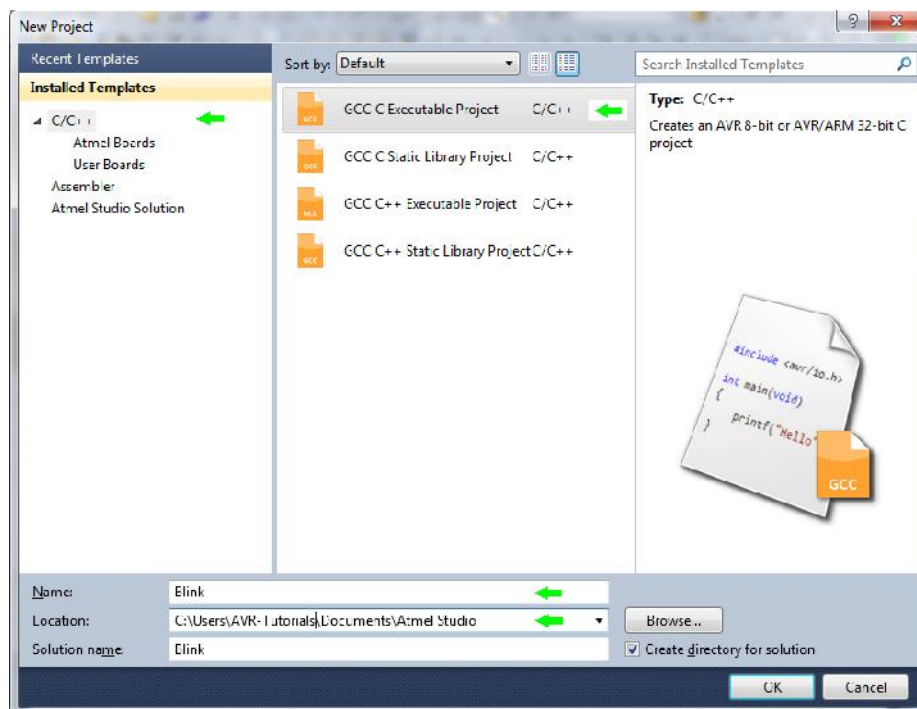 New Project
Recent Templates
Installed Templates
C/C++
Atmel Boards
User Boards
Assembler
Atmel Studio Solution
Sort by: Default
GCC C Executable Project C/C++
GCC C Static Library Project C/C++
GCC C++ Executable Project C/C++
GCC C++ Static Library Project C/C++
Search Installed Templates
Type: C/C++
Creates an AVR 8-bit or AVR/ARM 32-bit C
project
#include <avr/io.h>
int main(void)
{
printf("Hello"
}
GCC
Name: Blink
Location: C:\Users\AVR-Tutorials\Documents\Atmel Studio
Browse...
Solution name: Blink
Create directory for solution
OK
Cancel